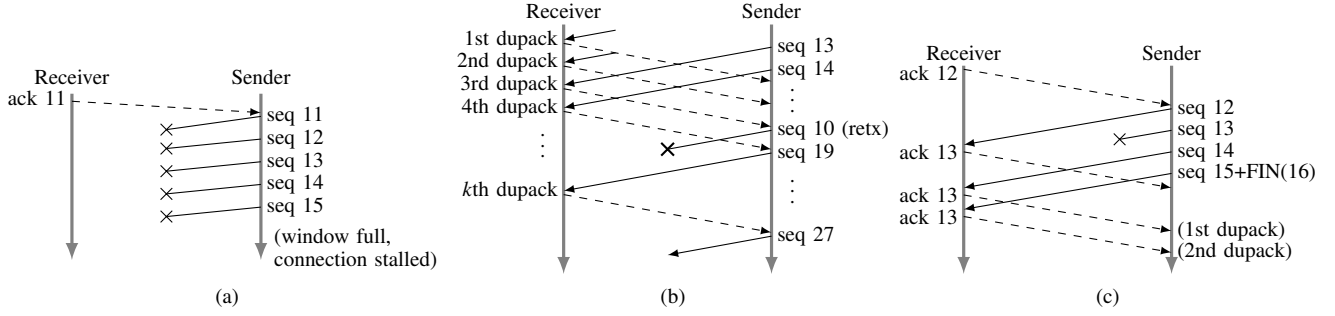 Receiver Sender
ack 11
seq 11
seq 12
seq 13
seq 14
seq 15
(window full,
connection stalled)
(a)
Receiver Sender
1st dupack
2nd dupack
3rd dupack
4th dupack
kth dupack
seq 13
seq 14
seq 10 (retx)
seq 19
seq 27
(b)
Receiver Sender
ack 12
ack 13
ack 13
ack 13
seq 12
seq 13
seq 14
seq 15+FIN(16)
(1st dupack)
(2nd dupack)
(c)